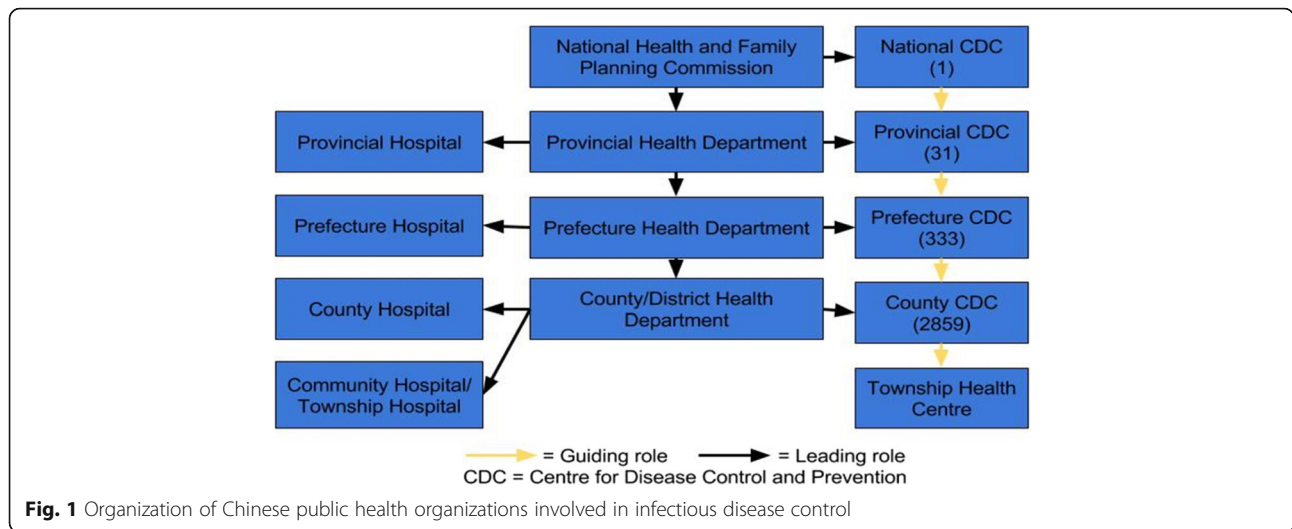 National Health and Family
Planning Commission
National CDC
(1)
Provincial Hospital
Provincial Health Department
Provincial CDC
(31)
Prefecture Hospital
Prefecture Health Department
Prefecture CDC
(333)
County Hospital
County/District Health
Department
County CDC
(2859)
Community Hospital/
Township Hospital
Township Health
Centre
= Guiding role = Leading role
CDC = Centre for Disease Control and Prevention
Fig. 1 Organization of Chinese public health organizations involved in infectious disease control